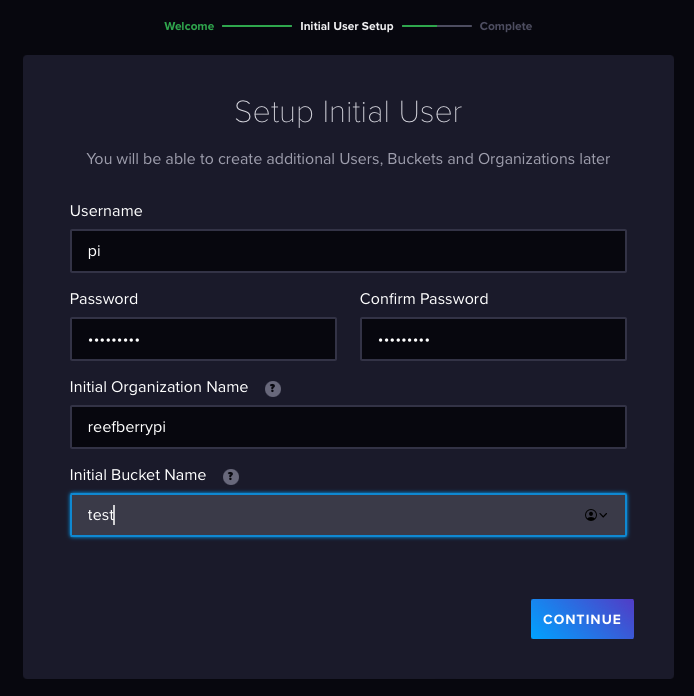 Welcome Initial User Setup Complete
Setup Initial User
You will be able to create additional Users, Buckets and Organizations later
Username
pi
Password Confirm Password
••••••••• •••••••••
Initial Organization Name ?
reefberrypi
Initial Bucket Name ?
test
CONTINUE